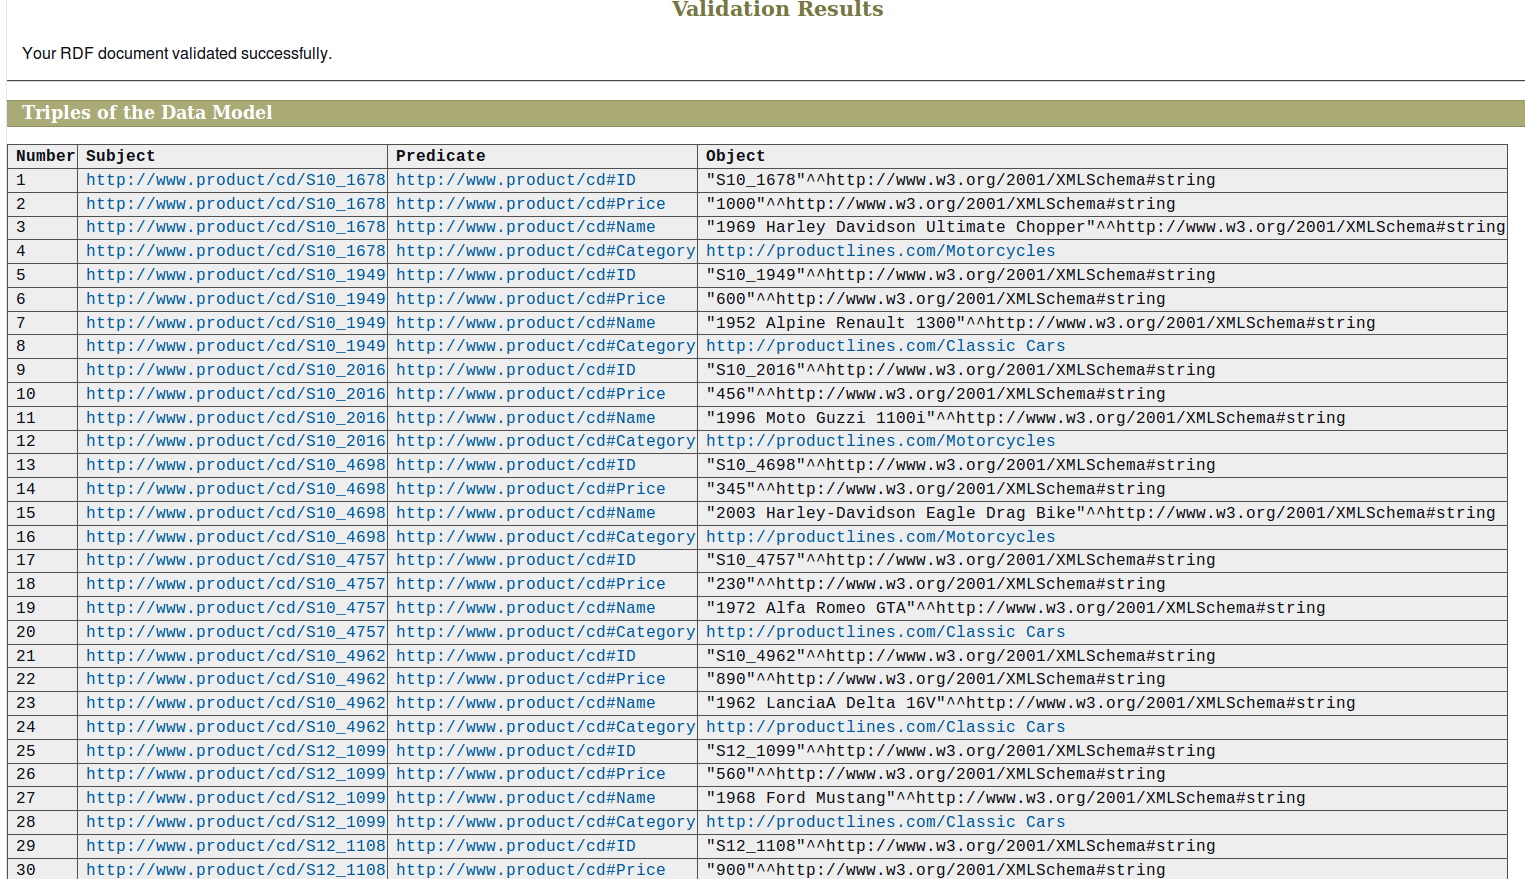 Validation Results
Your RDF document validated successfully.
Triples of the Data Model
Number Subject Predicate Object
1 http://www.product/cd/S10_1678 http://www.product/cd#ID "S10_1678"^^http://www.w3.org/2001/XMLSchema#string
2 http://www.product/cd/S10_1678 http://www.product/cd#Price "1000"^^http://www.w3.org/2001/XMLSchema#string
3 http://www.product/cd/S10_1678 http://www.product/cd#Name "1969 Harley Davidson Ultimate Chopper"^^http://www.w3.org/2001/XMLSchema#string
4 http://www.product/cd/S10_1678 http://www.product/cd#Category http://productlines.com/Motorcycles
5 http://www.product/cd/S10_1949 http://www.product/cd#ID "S10_1949"^^http://www.w3.org/2001/XMLSchema#string
6 http://www.product/cd/S10_1949 http://www.product/cd#Price "600"^^http://www.w3.org/2001/XMLSchema#string
7 http://www.product/cd/S10_1949 http://www.product/cd#Name "1952 Alpine Renault 1300"^^http://www.w3.org/2001/XMLSchema#string
8 http://www.product/cd/S10_1949 http://www.product/cd#Category http://productlines.com/Classic Cars
9 http://www.product/cd/S10_2016 http://www.product/cd#ID "S10_2016"^^http://www.w3.org/2001/XMLSchema#string
10 http://www.product/cd/S10_2016 http://www.product/cd#Price "456"^^http://www.w3.org/2001/XMLSchema#string
11 http://www.product/cd/S10_2016 http://www.product/cd#Name "1996 Moto Guzzi 1100i"^^http://www.w3.org/2001/XMLSchema#string
12 http://www.product/cd/S10_2016 http://www.product/cd#Category http://productlines.com/Motorcycles
13 http://www.product/cd/S10_4698 http://www.product/cd#ID "S10_4698"^^http://www.w3.org/2001/XMLSchema#string
14 http://www.product/cd/S10_4698 http://www.product/cd#Price "345"^^http://www.w3.org/2001/XMLSchema#string
15 http://www.product/cd/S10_4698 http://www.product/cd#Name "2003 Harley-Davidson Eagle Drag Bike"^^http://www.w3.org/2001/XMLSchema#string
16 http://www.product/cd/S10_4698 http://www.product/cd#Category http://productlines.com/Motorcycles
17 http://www.product/cd/S10_4757 http://www.product/cd#ID "S10_4757"^^http://www.w3.org/2001/XMLSchema#string
18 http://www.product/cd/S10_4757 http://www.product/cd#Price "230"^^http://www.w3.org/2001/XMLSchema#string
19 http://www.product/cd/S10_4757 http://www.product/cd#Name "1972 Alfa Romeo GTA"^^http://www.w3.org/2001/XMLSchema#string
20 http://www.product/cd/S10_4757 http://www.product/cd#Category http://productlines.com/Classic Cars
21 http://www.product/cd/S10_4962 http://www.product/cd#ID "S10_4962"^^http://www.w3.org/2001/XMLSchema#string
22 http://www.product/cd/S10_4962 http://www.product/cd#Price "890"^^http://www.w3.org/2001/XMLSchema#string
23 http://www.product/cd/S10_4962 http://www.product/cd#Name "1962 LanciaA Delta 16V"^^http://www.w3.org/2001/XMLSchema#string
24 http://www.product/cd/S10_4962 http://www.product/cd#Category http://productlines.com/Classic Cars
25 http://www.product/cd/S12_1099 http://www.product/cd#ID "S12_1099"^^http://www.w3.org/2001/XMLSchema#string
26 http://www.product/cd/S12_1099 http://www.product/cd#Price "560"^^http://www.w3.org/2001/XMLSchema#string
27 http://www.product/cd/S12_1099 http://www.product/cd#Name "1968 Ford Mustang"^^http://www.w3.org/2001/XMLSchema#string
28 http://www.product/cd/S12_1099 http://www.product/cd#Category http://productlines.com/Classic Cars
29 http://www.product/cd/S12_1108 http://www.product/cd#ID "S12_1108"^^http://www.w3.org/2001/XMLSchema#string
30 http://www.product/cd/S12_1108 http://www.product/cd#Price "900"^^http://www.w3.org/2001/XMLSchema#string